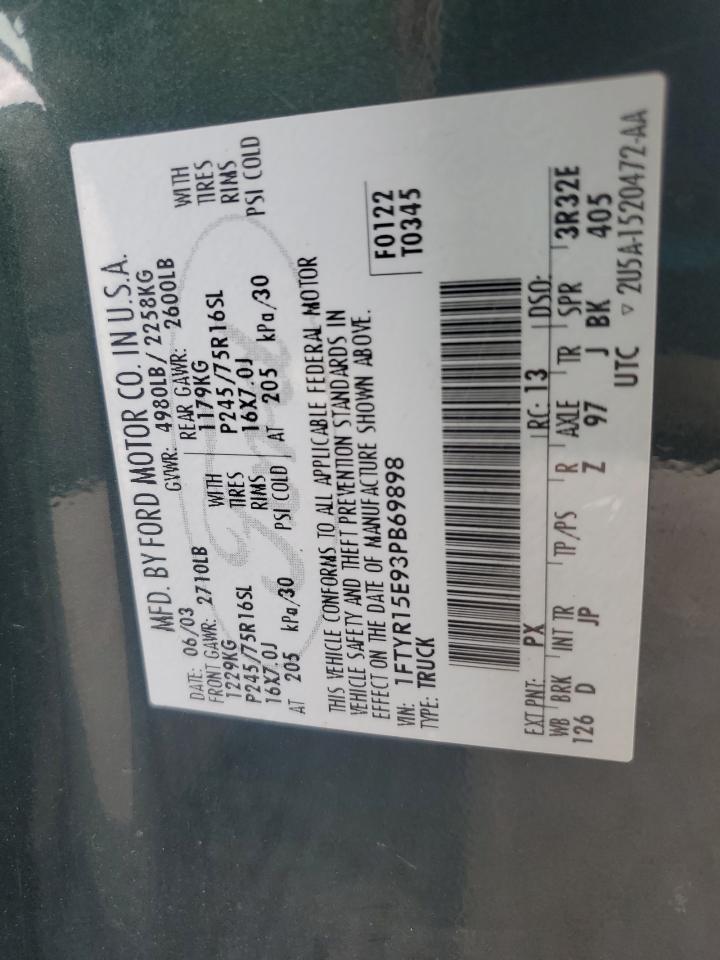 MFD. BY FORD MOTOR CO. IN U.S.A.
DATE: 06/03 GVWR: 4980LB / 2258KG
FRONT GAWR: 2710LB REAR GAWR: 2600LB
1229KG WITH 1179KG WITH
P245/75R16SL TIRES P245/75R16SL TIRES
16X7.0J RIMS 16X7.0J RIMS
AT 205 kPa/30 PSI COLD AT 205 kPa/30 PSI COLD
THIS VEHICLE CONFORMS TO ALL APPLICABLE FEDERAL MOTOR
VEHICLE SAFETY AND THEFT PREVENTION STANDARDS IN
EFFECT ON THE DATE OF MANUFACTURE SHOWN ABOVE.
VIN: 1FTYR15E93PB69898 F0122
TYPE: TRUCK T0345
EXT PNT: PX RC: 13 DSO:
WB BRK INT TR TP/PS R AXLE TR SPR 3R32E
126 D JP Z 97 J BK 405
UTC ▽ 2U5A-1520472-AA